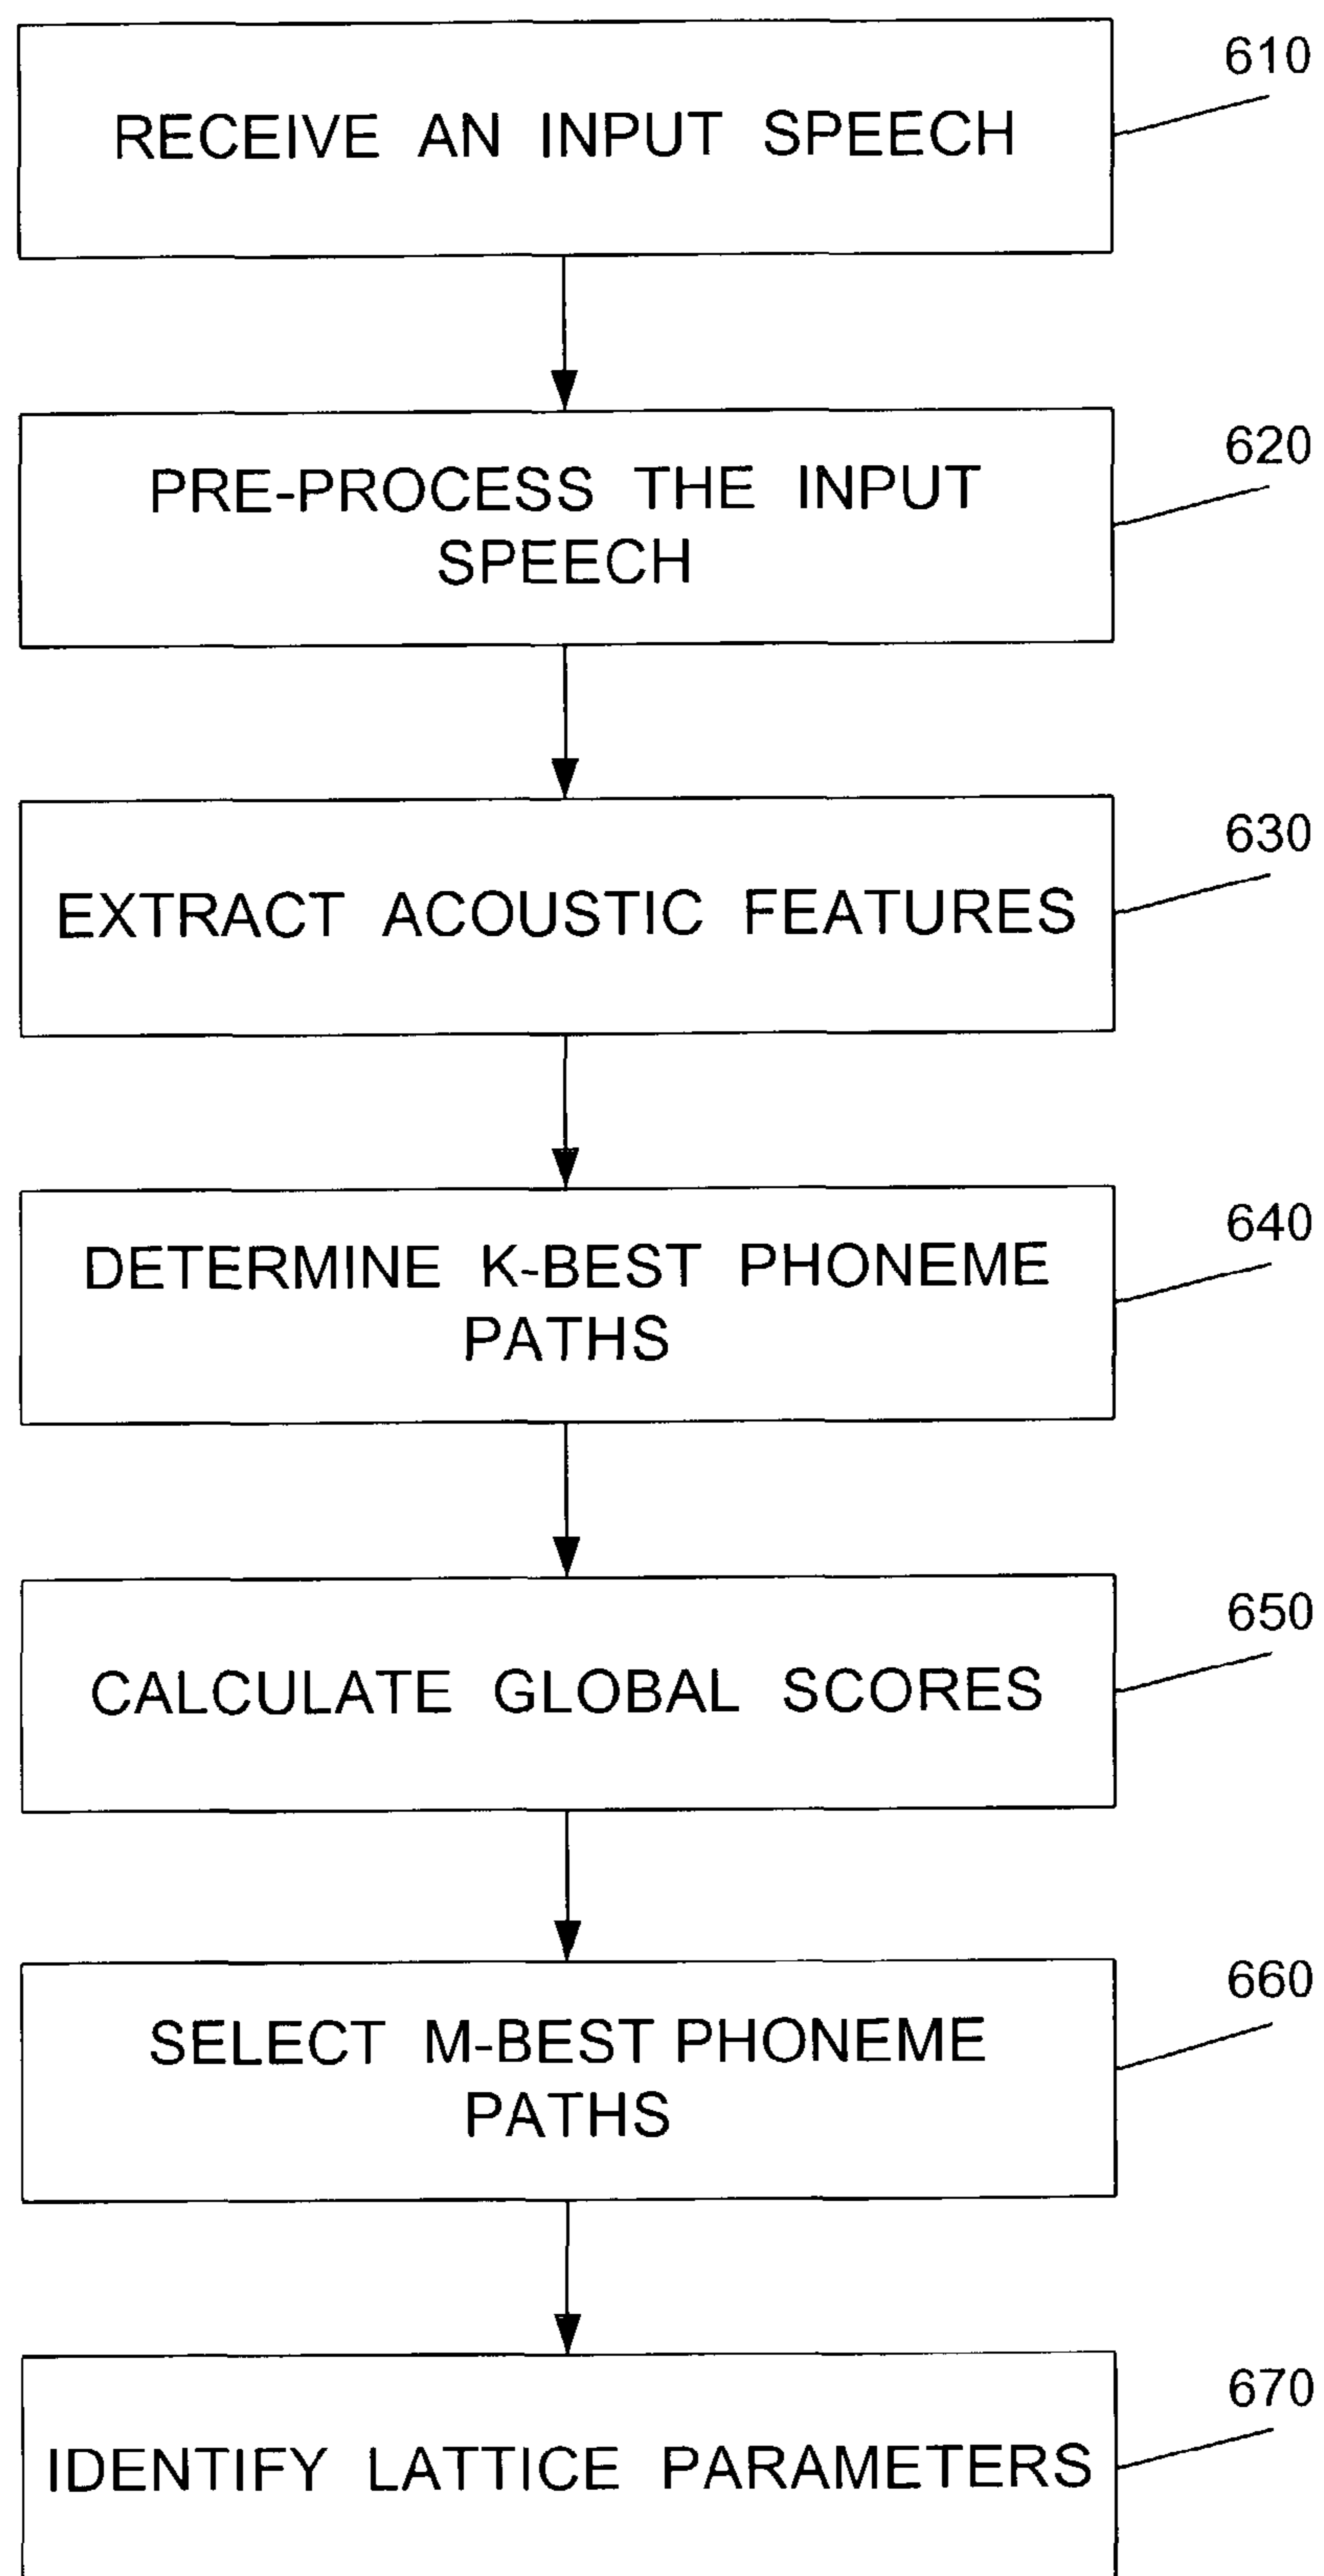 610
RECEIVE AN INPUT SPEECH
620
PRE-PROCESS THE INPUT
SPEECH
630
EXTRACT ACOUSTIC FEATURES
640
DETERMINE K-BEST PHONEME
PATHS
650
CALCULATE GLOBAL SCORES
660
SELECT M-BEST PHONEME
PATHS
670
IDENTIFY LATTICE PARAMETERS